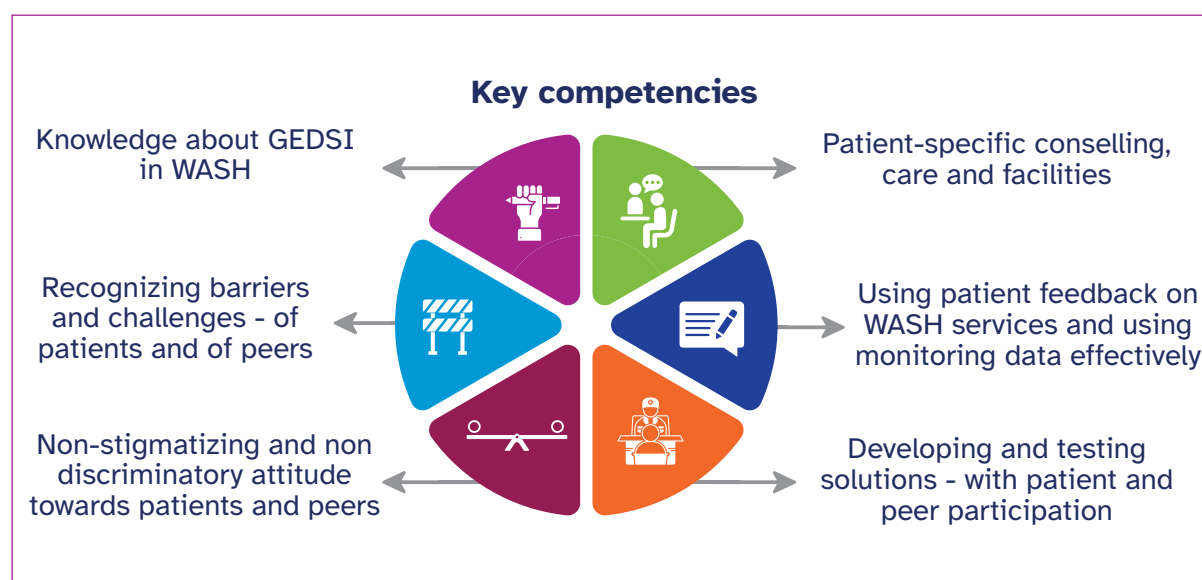 Key competencies
Knowledge about GEDSI
in WASH
Patient-specific conselling,
care and facilities
Recognizing barriers
and challenges - of
patients and of peers
Using patient feedback on
WASH services and using
monitoring data effectively
Non-stigmatizing and non
discriminatory attitude
towards patients and peers
Developing and testing
solutions - with patient and
peer participation